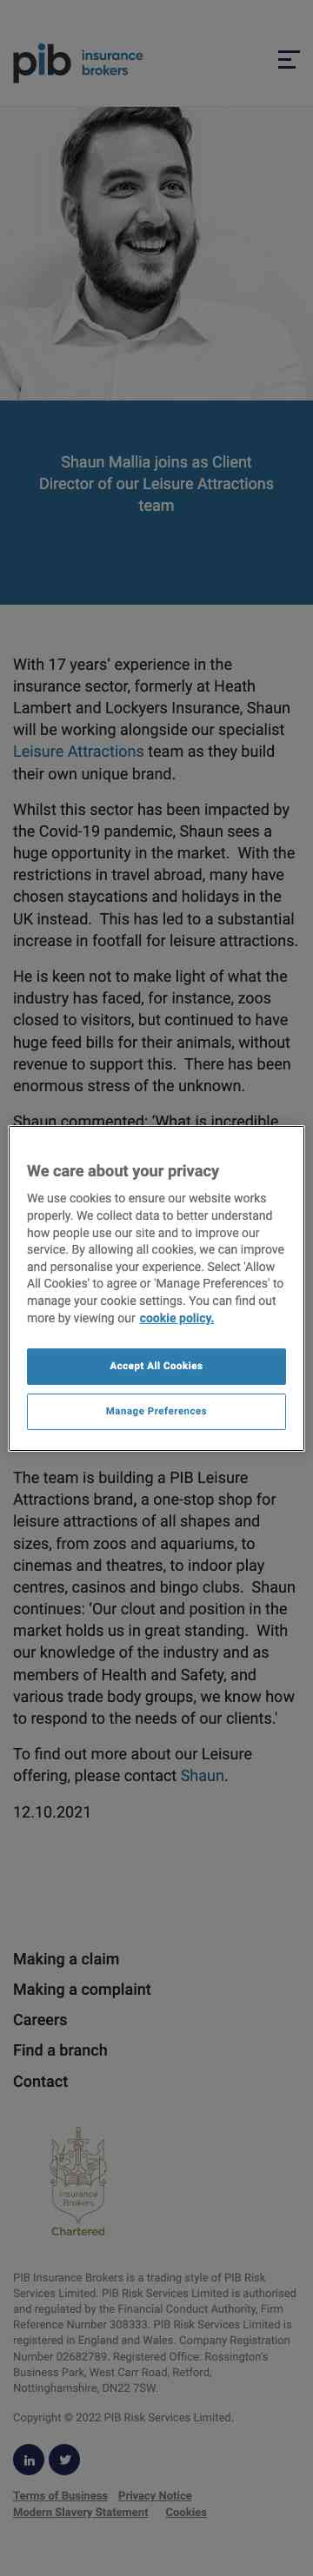 pib insurance
brokers
Shaun Mallia joins as Client
Director of our Leisure Attractions
team
With 17 years’ experience in the
insurance sector, formerly at Heath
Lambert and Lockyers Insurance, Shaun
will be working alongside our specialist
Leisure Attractions team as they build
their own unique brand.
Whilst this sector has been impacted by
the Covid-19 pandemic, Shaun sees a
huge opportunity in the market.  With the
restrictions in travel abroad, many have
chosen staycations and holidays in the
UK instead.  This has led to a substantial
increase in footfall for leisure attractions.
He is keen not to make light of what the
industry has faced, for instance, zoos
closed to visitors, but continued to have
huge feed bills for their animals, without
revenue to support this.  There has been
enormous stress of the unknown.
Shaun commented: ‘What is incredible
We care about your privacy
We use cookies to ensure our website works
properly. We collect data to better understand
how people use our site and to improve our
service. By allowing all cookies, we can improve
and personalise your experience. Select 'Allow
All Cookies' to agree or 'Manage Preferences' to
manage your cookie settings. You can find out
more by viewing our cookie policy.
Accept All Cookies
Manage Preferences
The team is building a PIB Leisure
Attractions brand, a one-stop shop for
leisure attractions of all shapes and
sizes, from zoos and aquariums, to
cinemas and theatres, to indoor play
centres, casinos and bingo clubs.  Shaun
continues: ‘Our clout and position in the
market holds us in great standing.  With
our knowledge of the industry and as
members of Health and Safety, and
various trade body groups, we know how
to respond to the needs of our clients.'
To find out more about our Leisure
offering, please contact Shaun.
12.10.2021
Making a claim
Making a complaint
Careers
Find a branch
Contact
Insurance
Brokers
Chartered
PIB Insurance Brokers is a trading style of PIB Risk
Services Limited. PIB Risk Services Limited is authorised
and regulated by the Financial Conduct Authority, Firm
Reference Number 308333. PIB Risk Services Limited is
registered in England and Wales. Company Registration
Number 02682789. Registered Office: Rossington's
Business Park, West Carr Road, Retford,
Nottinghamshire, DN22 7SW.
Copyright © 2022 PIB Risk Services Limited.
in
Terms of Business Privacy Notice
Modern Slavery Statement Cookies